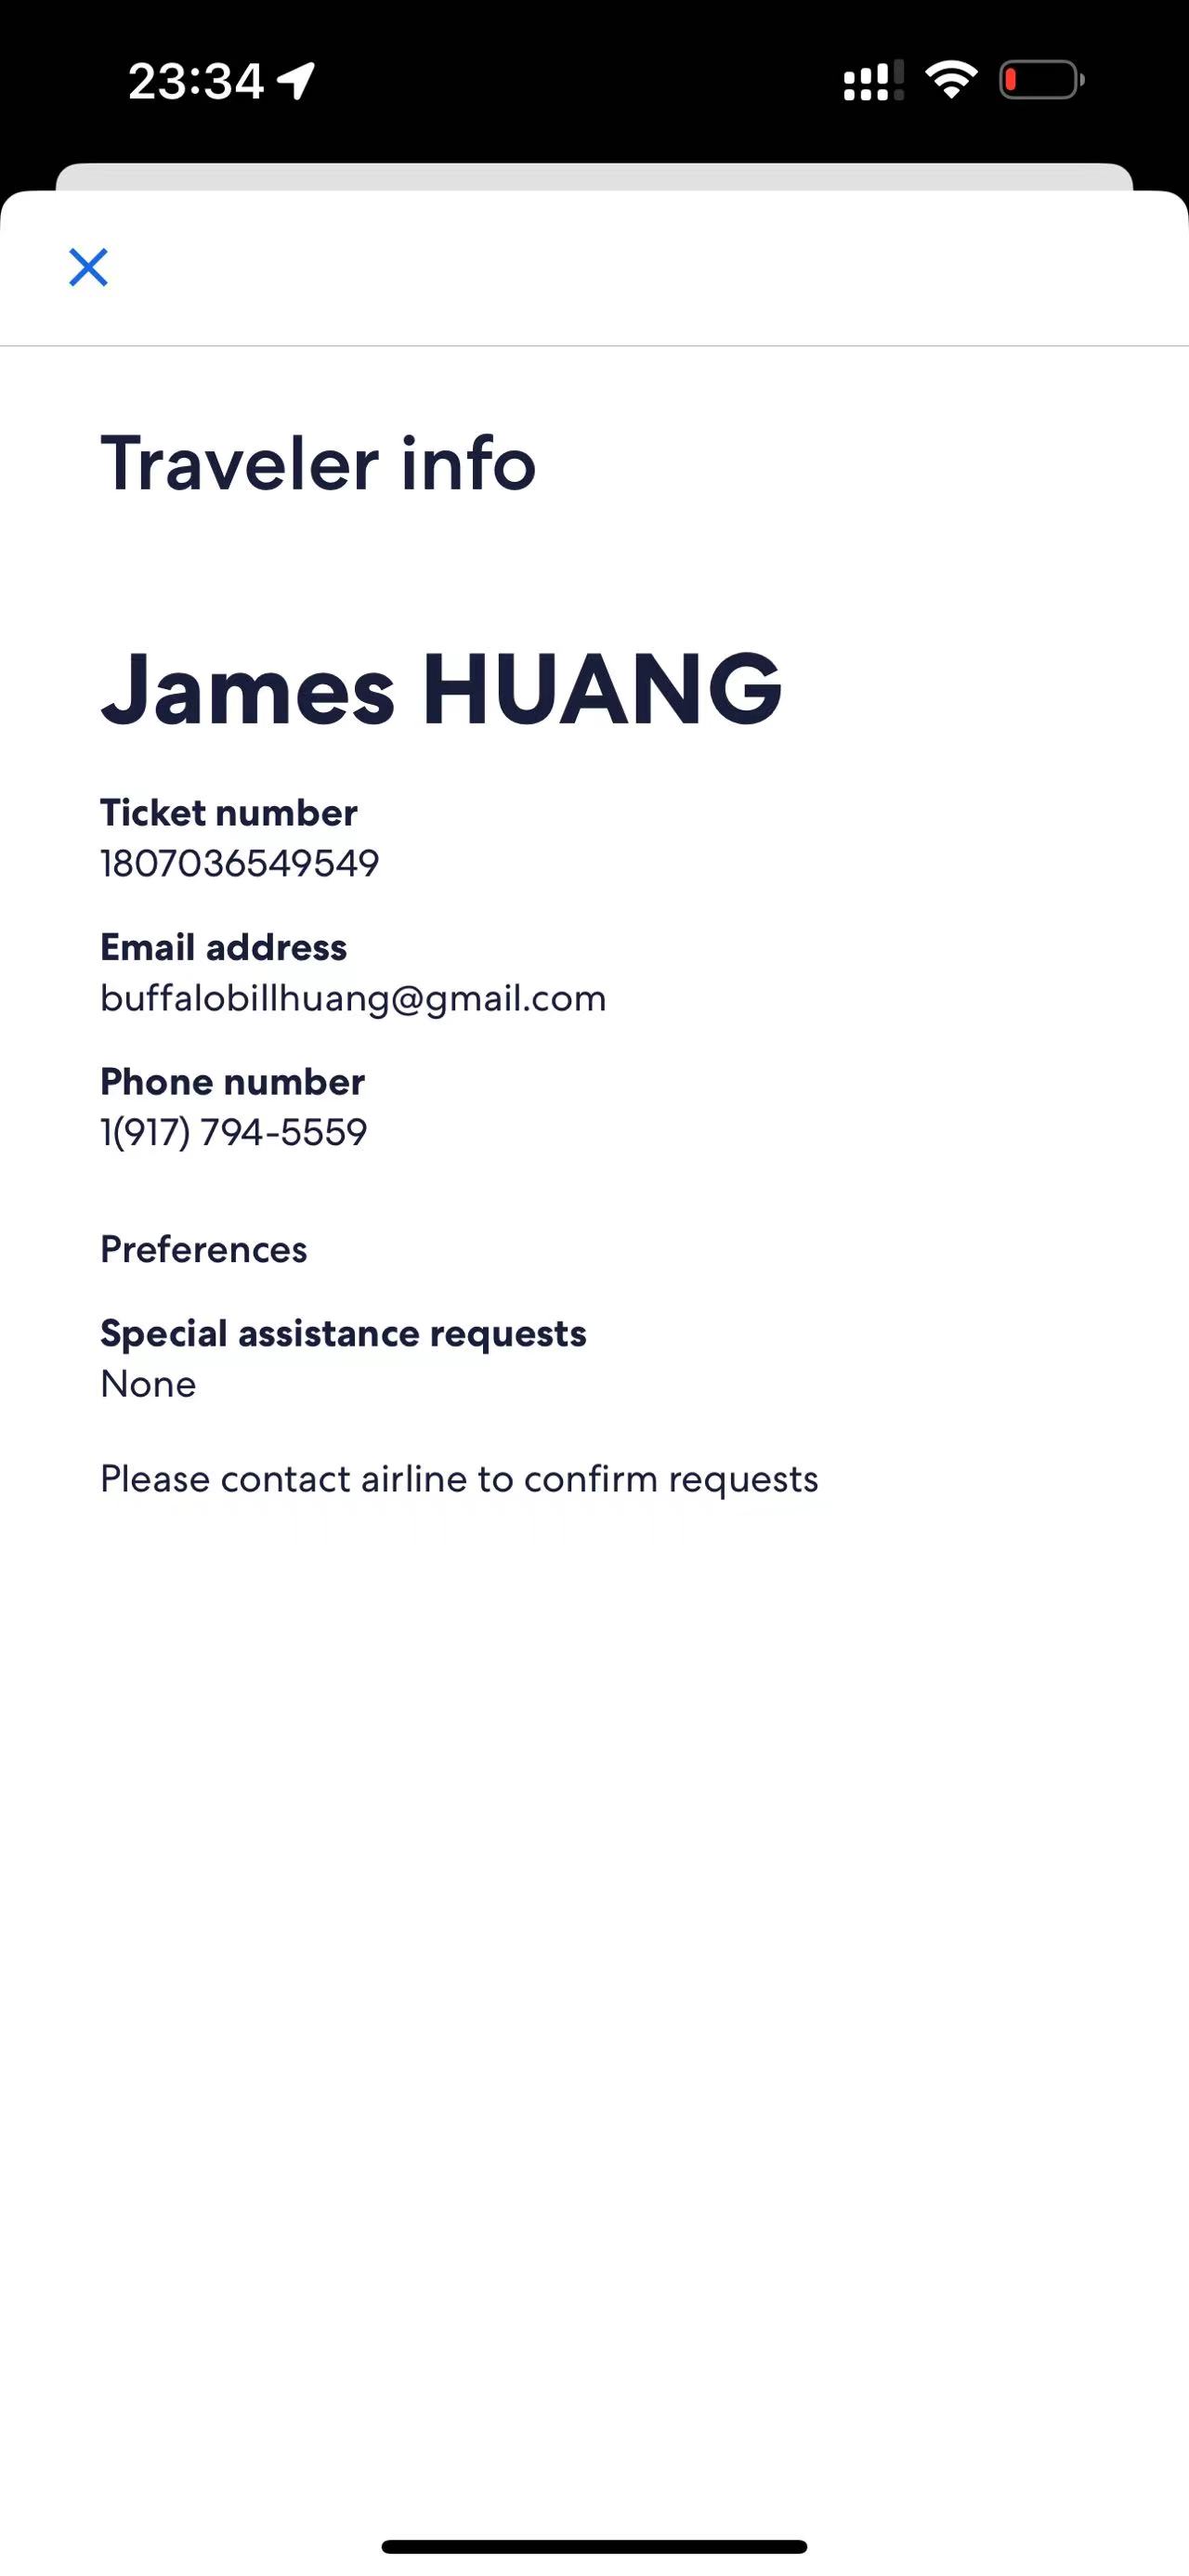 23:34
Traveler info
James HUANG
Ticket number
1807036549549
Email address
buffalobillhuang@gmail.com
Phone number
1(917) 794-5559
Preferences
Special assistance requests
None
Please contact airline to confirm requests